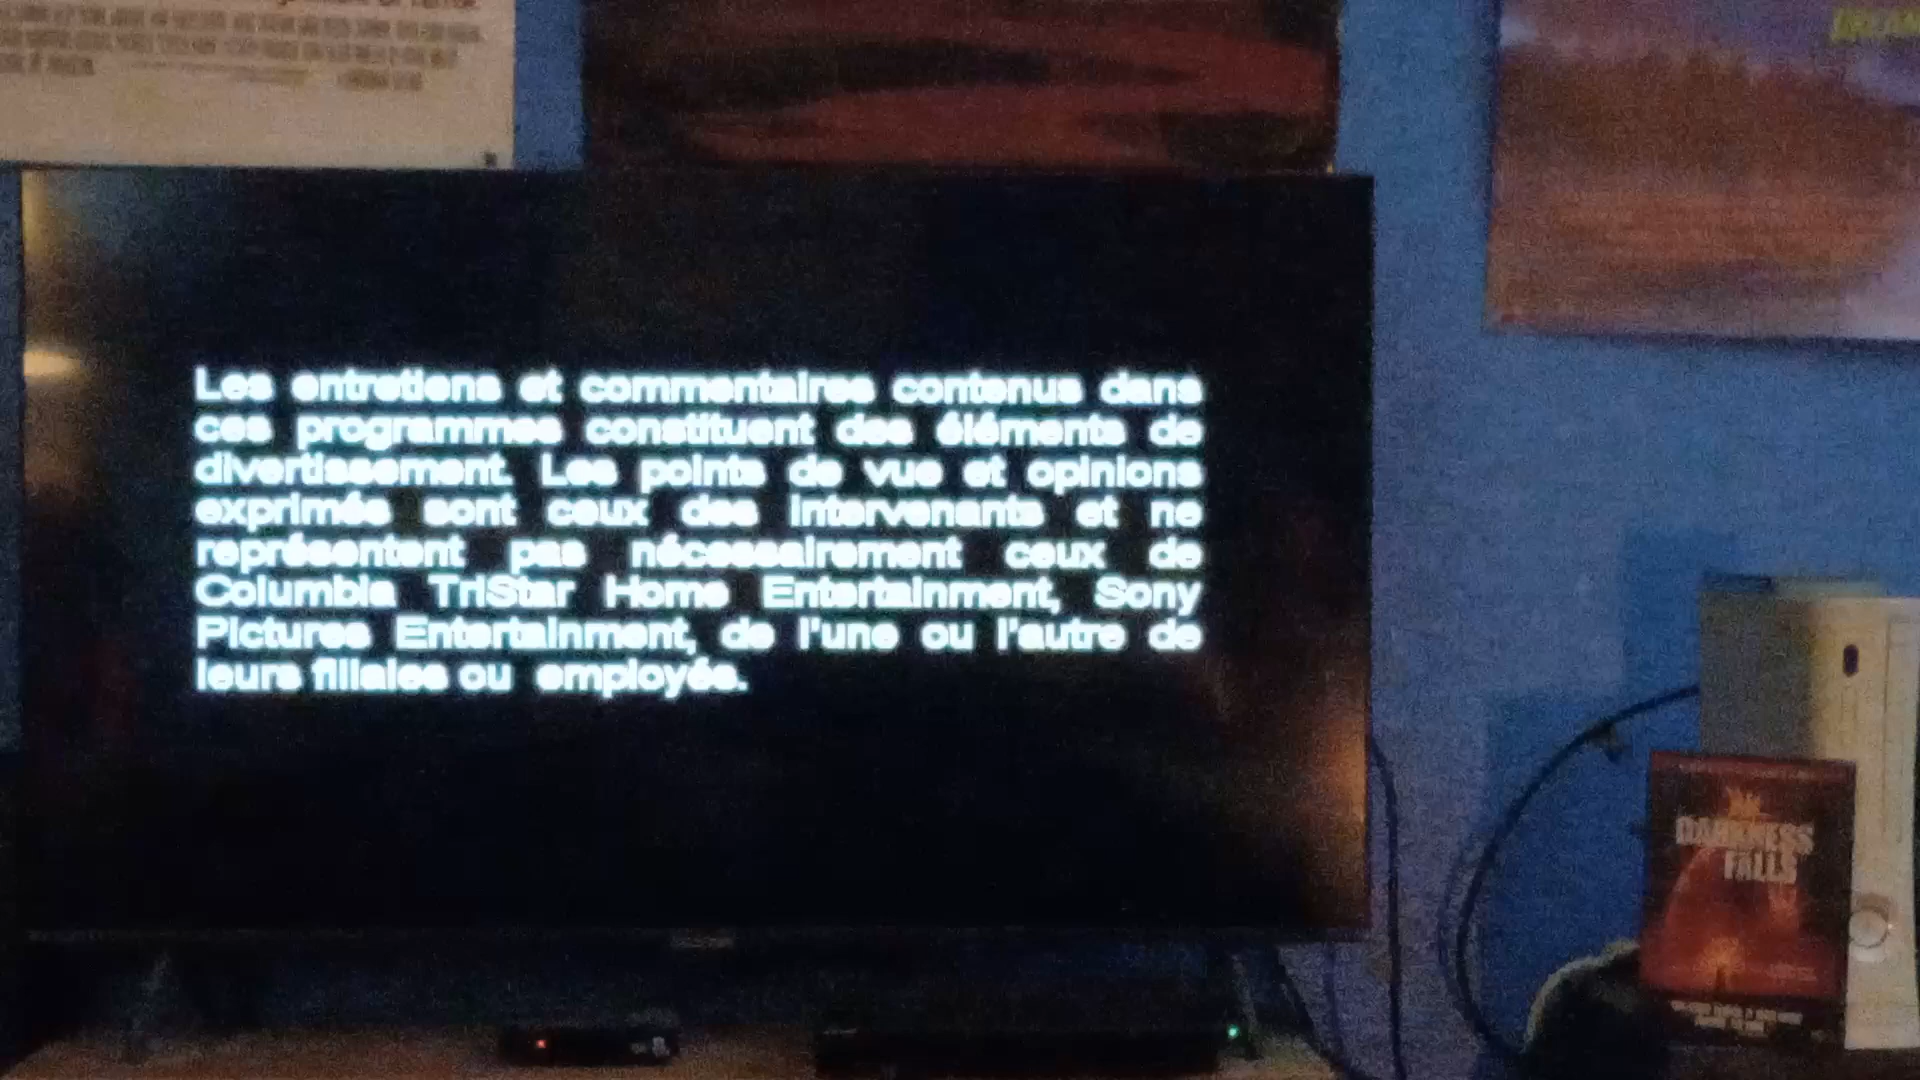 Les entretiens et commentaires contenus dans
ces programmes constituent des éléments de
divertissement. Les points de vue et opinions
exprimés sont ceux des intervenants et ne
représentent pas nécessairement ceux de
Columbia TriStar Home Entertainment, Sony
Pictures Entertainment, de l'une ou l'autre de
leurs filiales ou employés.
DARKNESS
FALLS